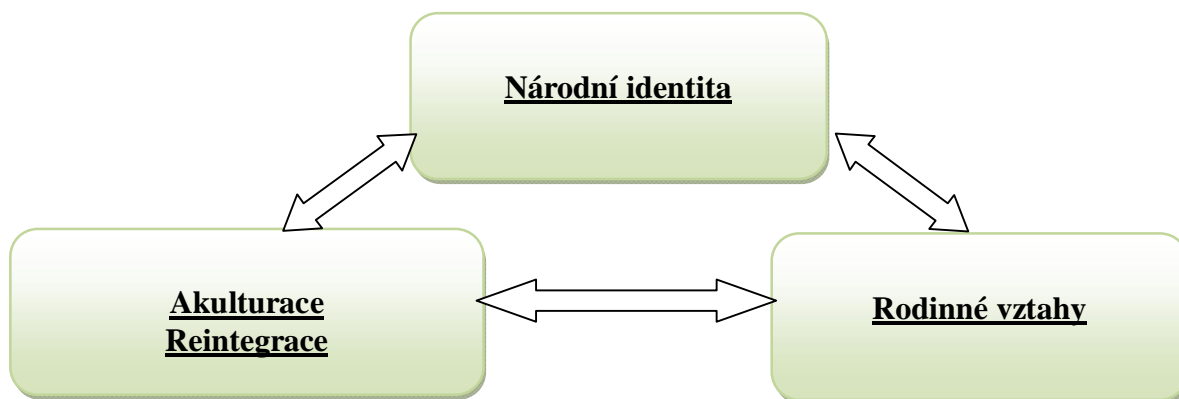 Národní identita
Akulturace
Reintegrace
Rodinné vztahy